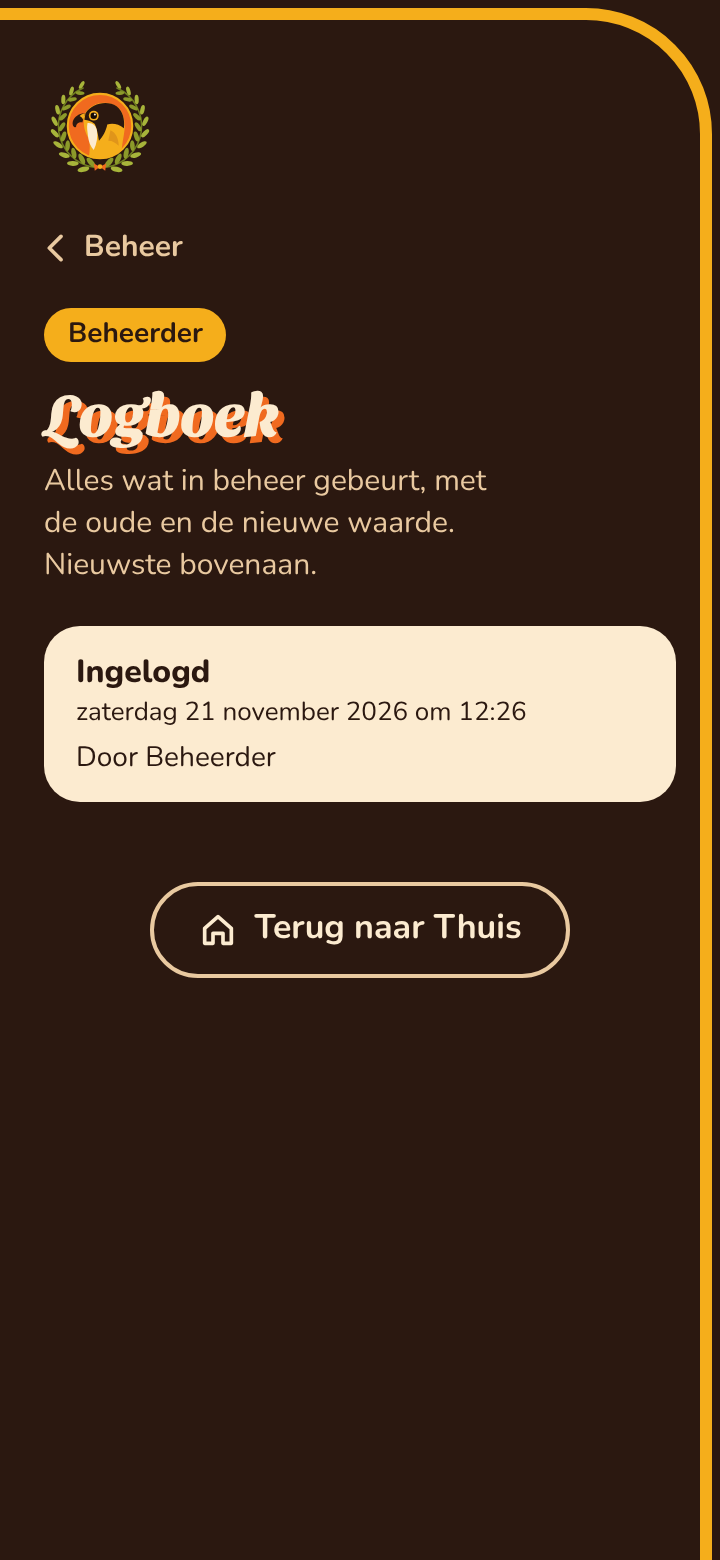 Beheer
Beheerder
Logboek
Alles wat in beheer gebeurt, met
de oude en de nieuwe waarde.
Nieuwste bovenaan.
Ingelogd
zaterdag 21 november 2026 om 12:26
Door Beheerder
Terug naar Thuis